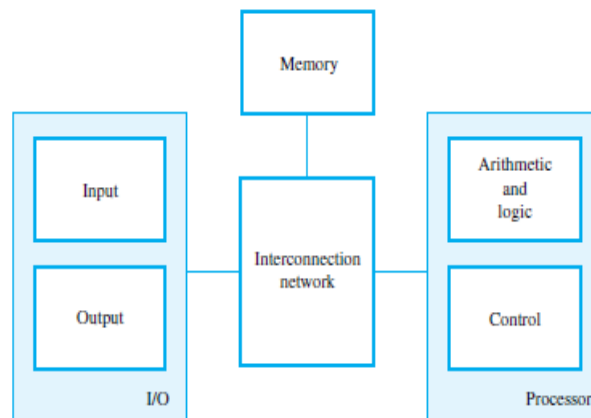 Memory
Input
Output
I/O
Interconnection
network
Arithmetic
and
logic
Control
Processor